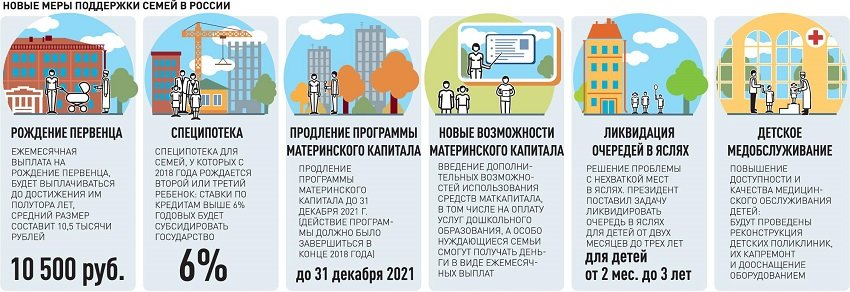 НОВЫЕ МЕРЫ ПОДДЕРЖКИ СЕМЕЙ В РОССИИ
РОЖДЕНИЕ ПЕРВЕНЦА
ЕЖЕМЕСЯЧНАЯ
ВЫПЛАТА НА
РОЖДЕНИЕ ПЕРВЕНЦА,
БУДЕТ ВЫПЛАЧИВАТЬСЯ
ДО ДОСТИЖЕНИЯ ИМ
ПОЛУТОРА ЛЕТ,
СРЕДНИЙ РАЗМЕР
СОСТАВИТ 10,5 ТЫСЯЧИ
РУБЛЕЙ
10 500 руб.
СПЕЦИПОТЕКА
СПЕЦИПОТЕКА ДЛЯ
СЕМЕЙ, У КОТОРЫХ С
2018 ГОДА РОЖДАЕТСЯ
ВТОРОЙ ИЛИ ТРЕТИЙ
РЕБЕНОК: СТАВКИ ПО
КРЕДИТАМ ВЫШЕ 6%
ГОДОВЫХ БУДЕТ
СУБСИДИРОВАТЬ
ГОСУДАРСТВО
6%
ПРОДЛЕНИЕ ПРОГРАММЫ
МАТЕРИНСКОГО КАПИТАЛА
ПРОДЛЕНИЕ
ПРОГРАММЫ
МАТЕРИНСКОГО
КАПИТАЛА ДО 31
ДЕКАБРЯ 2021 Г.
(ДЕЙСТВИЕ ПРОГРАМ-
МЫ ДОЛЖНО БЫЛО
ЗАВЕРШИТЬСЯ В
КОНЦЕ 2018 ГОДА)
до 31 декабря 2021
НОВЫЕ ВОЗМОЖНОСТИ
МАТЕРИНСКОГО КАПИТАЛА
ВВЕДЕНИЕ ДОПОЛНИ-
ТЕЛЬНЫХ ВОЗМОЖНО-
СТЕЙ ИСПОЛЬЗОВАНИЯ
СРЕДСТВ МАТКАПИТАЛА,
В ТОМ ЧИСЛЕ НА ОПЛАТУ
УСЛУГ ДОШКОЛЬНОГО
ОБРАЗОВАНИЯ, А ОСОБО
НУЖДАЮЩИЕСЯ СЕМЬИ
СМОГУТ ПОЛУЧАТЬ ДЕНЬ-
ГИ В ВИДЕ ЕЖЕМЕСЯЧ-
НЫХ ВЫПЛАТ
ЛИКВИДАЦИЯ
ОЧЕРЕДЕЙ В ЯСЛЯХ
РЕШЕНИЕ ПРОБЛЕМЫ
С НЕХВАТКОЙ МЕСТ
В ЯСЛЯХ. ПРЕЗИДЕНТ
ПОСТАВИЛ ЗАДАЧУ
ЛИКВИДИРОВАТЬ
ОЧЕРЕДЬ В ЯСЛЯХ
ДЛЯ ДЕТЕЙ ОТ ДВУХ
МЕСЯЦЕВ ДО ТРЕХ ЛЕТ
для детей
от 2 мес. до 3 лет
ДЕТСКОЕ
МЕДОБСЛУЖИВАНИЕ
ПОВЫШЕНИЕ
ДОСТУПНОСТИ И
КАЧЕСТВА МЕДИЦИН-
СКОГО ОБСЛУЖИВАНИЯ
ДЕТЕЙ:
БУДУТ ПРОВЕДЕНЫ
РЕКОНСТРУКЦИЯ
ДЕТСКИХ ПОЛИКЛИНИК,
ИХ КАПРЕМОНТ
И ДООСНАЩЕНИЕ
ОБОРУДОВАНИЕМ